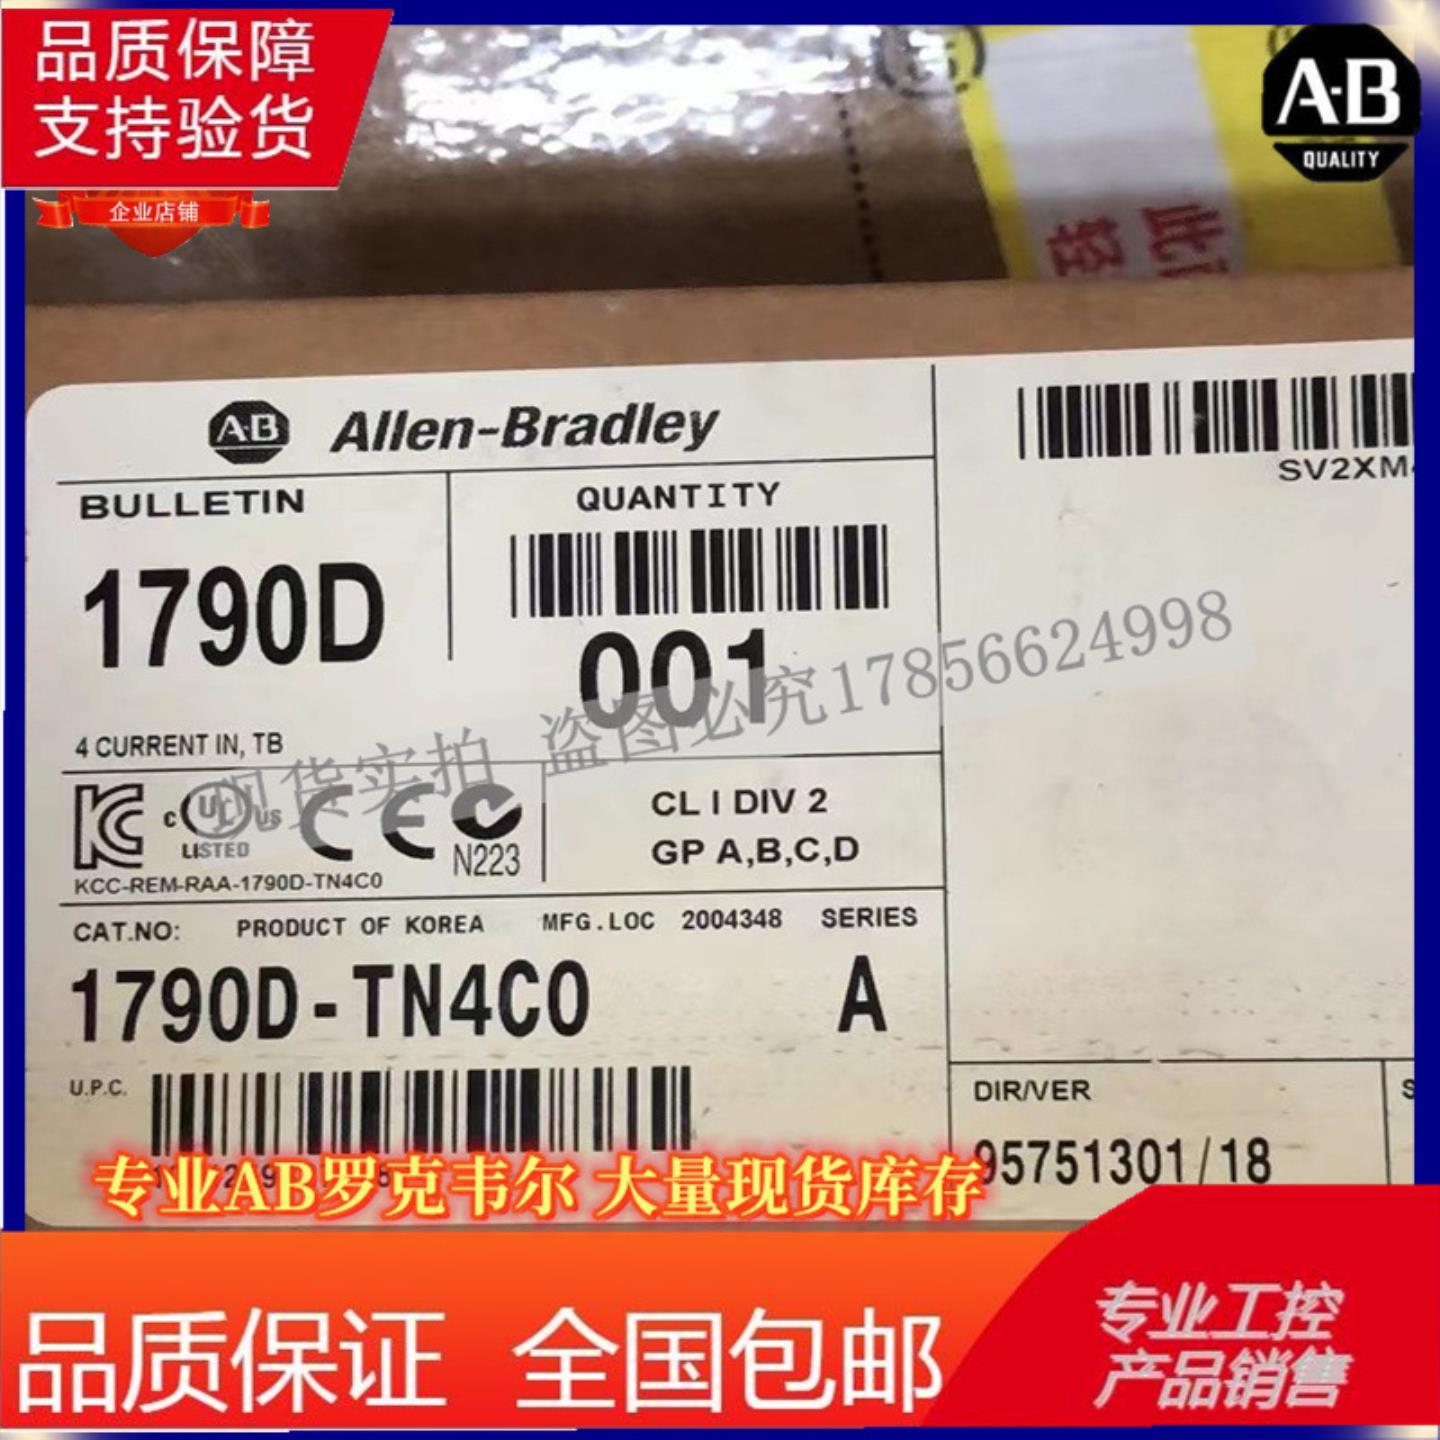 品质保障
支持验货
企业店铺
A-B
QUALITY
此
轻
A-B Allen-Bradley
SV2XM
BULLETIN
QUANTITY
1790D
001
4 CURRENT IN, TB
现货实拍 盗图必究17856624998
c UL us
LISTED
CE
N223
KCC-REM-RAA-1790D-TN4C0
CL I DIV 2
GP A,B,C,D
CAT.NO: PRODUCT OF KOREA MFG.LOC 2004348 SERIES
1790D-TN4C0 A
U.P.C.
DIR/VER
95751301/18
专业AB罗克韦尔 大量现货库存
品质保证 全国包邮
专业工控
产品销售